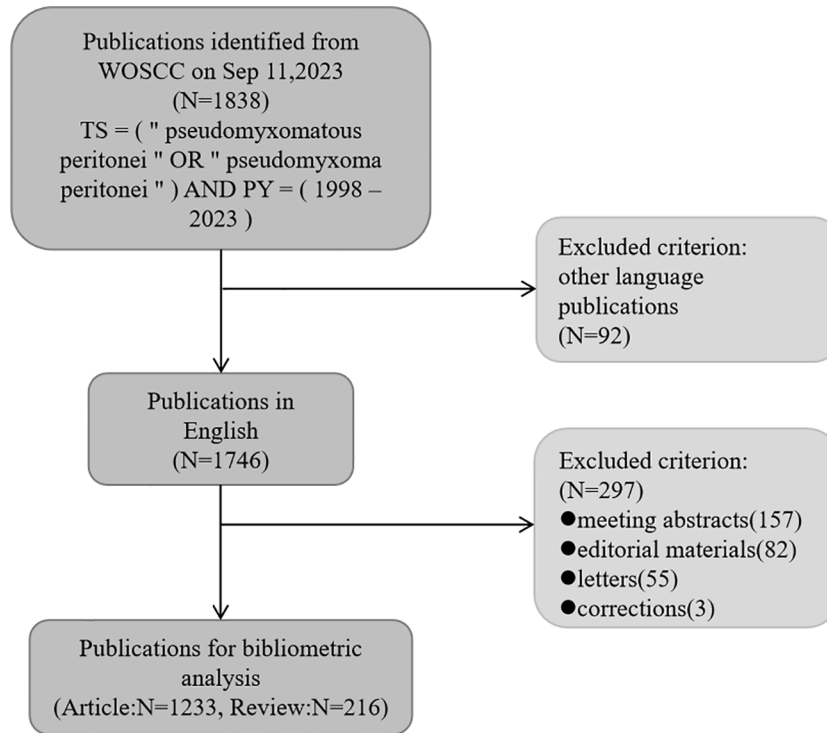 Publications identified from
WOSCC on Sep 11,2023
(N=1838)
TS = ( " pseudomyxomatous
peritonei " OR " pseudomyxoma
peritonei " ) AND PY = ( 1998 –
2023 )
Excluded criterion:
other language
publications
(N=92)
Publications in
English
(N=1746)
Excluded criterion:
(N=297)
●meeting abstracts(157)
●editorial materials(82)
●letters(55)
●corrections(3)
Publications for bibliometric
analysis
(Article:N=1233, Review:N=216)